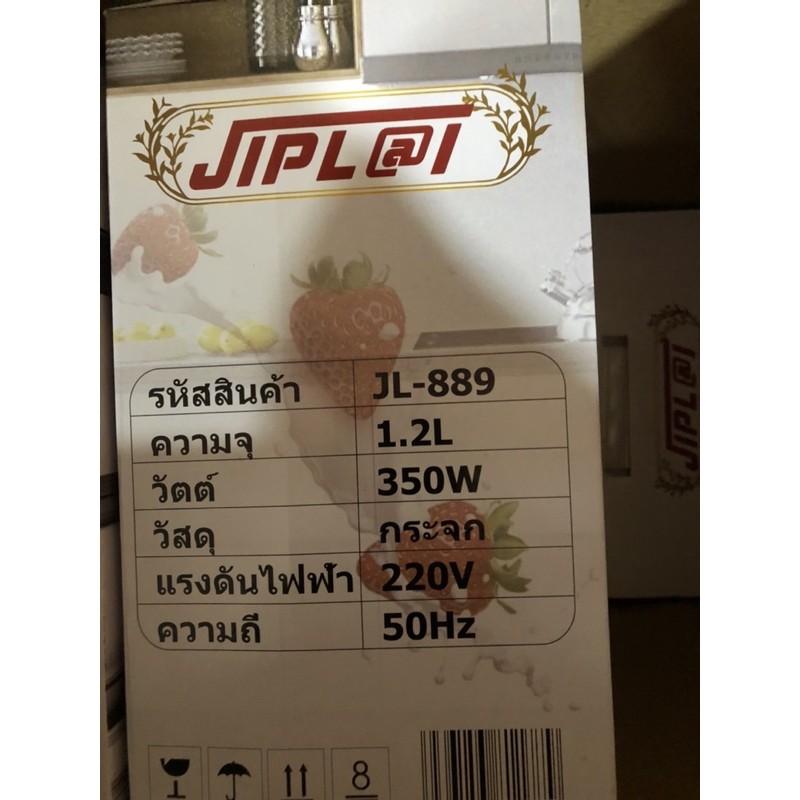 JIPL@I
รหัสสินค้า JL-889
ความจุ 1.2L
วัตต์ 350W
วัสดุ กระจก
แรงดันไฟฟ้า 220V
ความถี่ 50Hz
8
JIPL@I